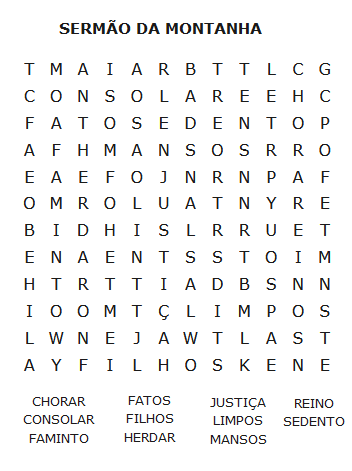 SERMÃO DA MONTANHA
T M A I A R B T T L C G
C O N S O L A R E E H C
F A T O S E D E N T O P
A F H M A N S O S R R O
E A E F O J N R N P A F
O M R O L U A T N Y R E
B I D H I S L R R U E T
E N A E N T S S T O I M
H T R T T I A D B S N N
I O O M T Ç L I M P O S
L W N E J A W T L A S T
A Y F I L H O S K E N E
CHORAR FATOS JUSTIÇA REINO
CONSOLAR FILHOS LIMPOS SEDENTO
FAMINTO HERDAR MANSOS